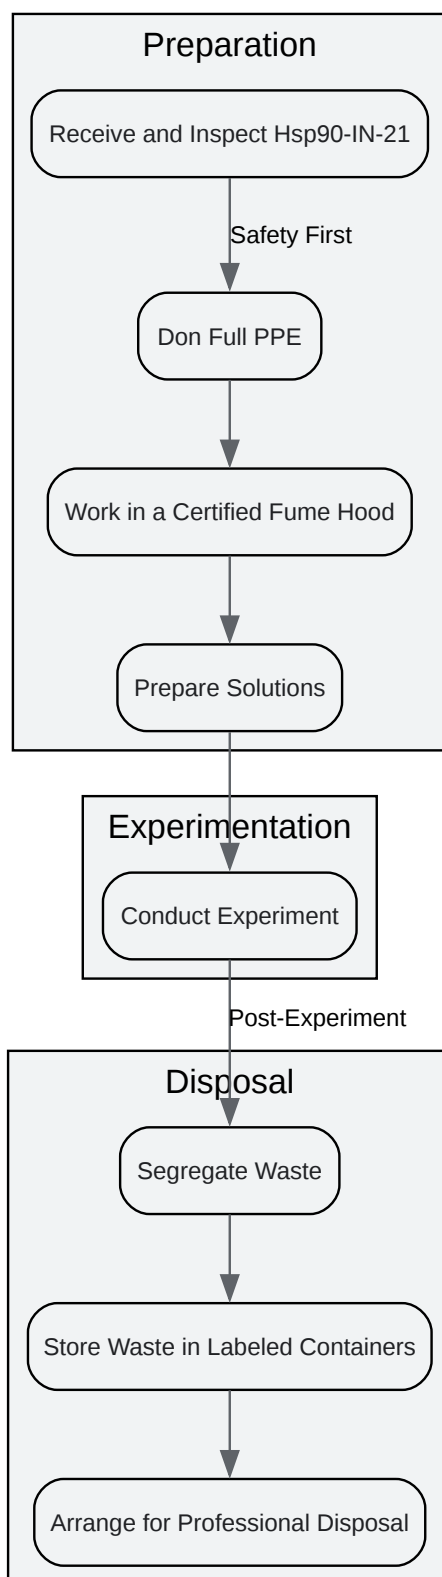 Preparation
Receive and Inspect Hsp90-IN-21
Safety First
Don Full PPE
Work in a Certified Fume Hood
Prepare Solutions
Experimentation
Conduct Experiment
Post-Experiment
Disposal
Segregate Waste
Store Waste in Labeled Containers
Arrange for Professional Disposal